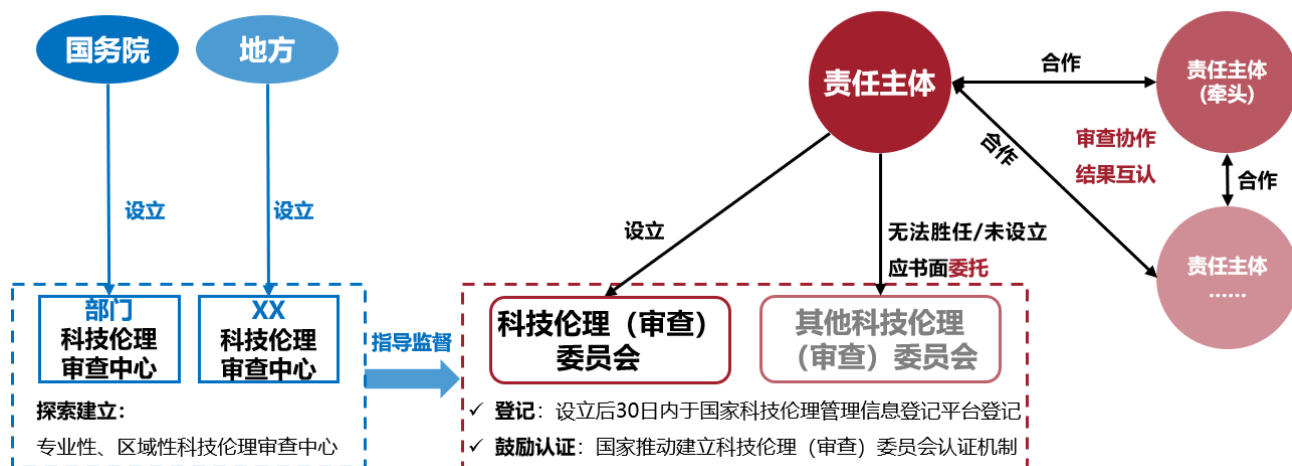 国务院
地方
责任主体
合作
责任主体
(牵头)
合作
审查协作
结果互认
合作
设立
设立
设立
无法胜任/未设立
应书面委托
责任主体
……
部门
科技伦理
审查中心
XX
科技伦理
审查中心
指导监督
科技伦理（审查）
委员会
其他科技伦理
（审查）委员会
探索建立：
专业性、区域性科技伦理审查中心
✓ 登记：设立后30日内于国家科技伦理管理信息登记平台登记
✓ 鼓励认证：国家推动建立科技伦理（审查）委员会认证机制